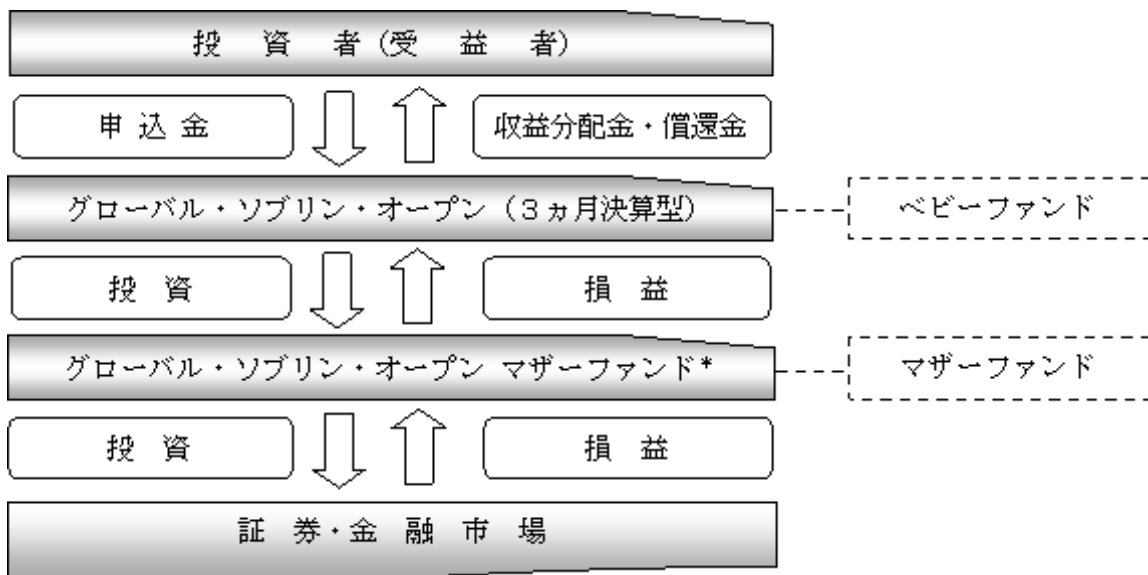 投資者(受益者)
申込金
収益分配金・償還金
グローバル・ソブリン・オープン(3ヵ月決算型)
ベビーファンド
投資
損益
グローバル・ソブリン・オープン マザーファンド*
マザーファンド
投資
損益
証券・金融市場